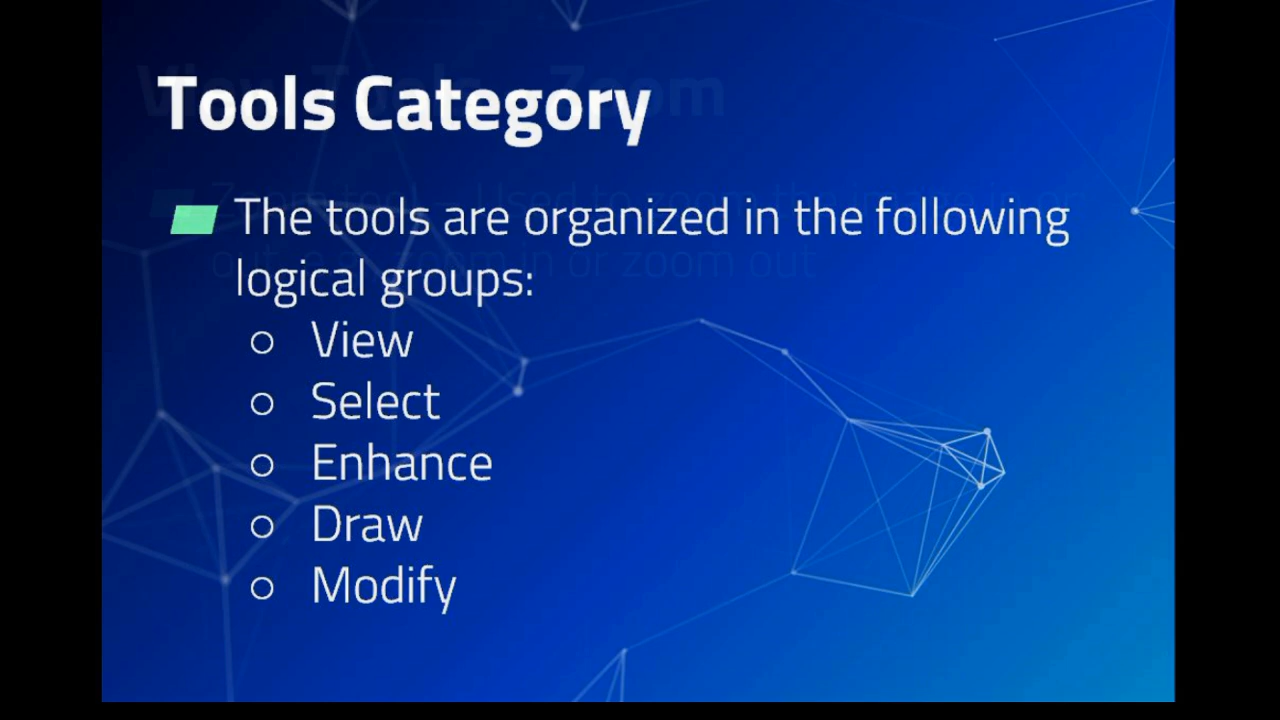 Tools Category
The tools are organized in the following
logical groups:
○ View
○ Select
○ Enhance
○ Draw
○ Modify